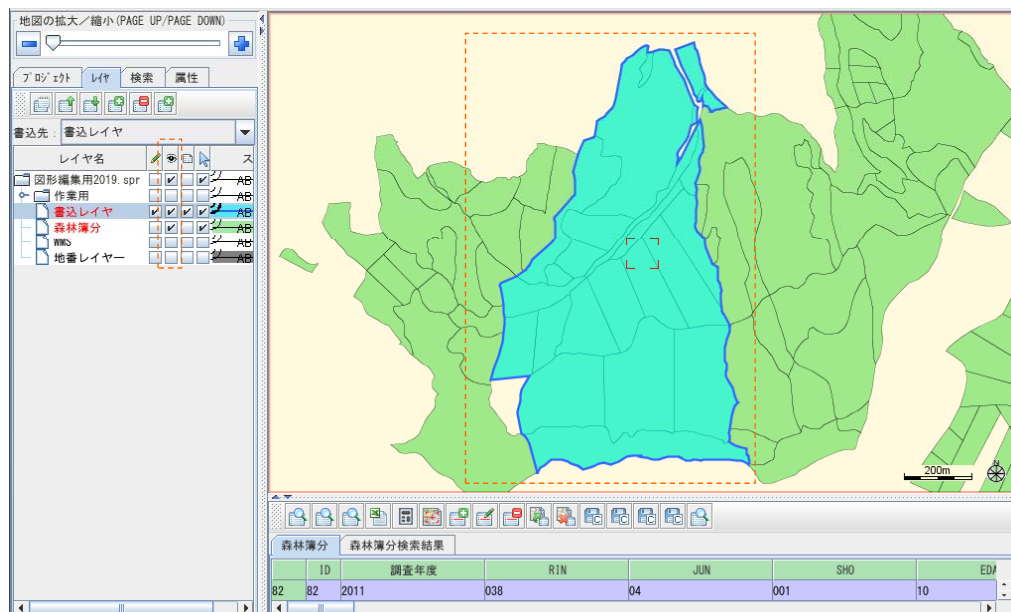 地図の拡大／縮小(PAGE UP/PAGE DOWN)
ﾌﾟﾛｼﾞｪｸﾄ ﾚｲﾔ 検索 属性
書込先: 書込レイヤ
レイヤ名 ス
図形編集用2019.spr AB
作業用 AB
書込レイヤ AB
森林簿分 AB
WMS AB
地番レイヤー AB
N
200m
森林簿分 森林簿分検索結果
ID 調査年度 RIN JUN SHO EDA
82 82 2011 038 04 001 10